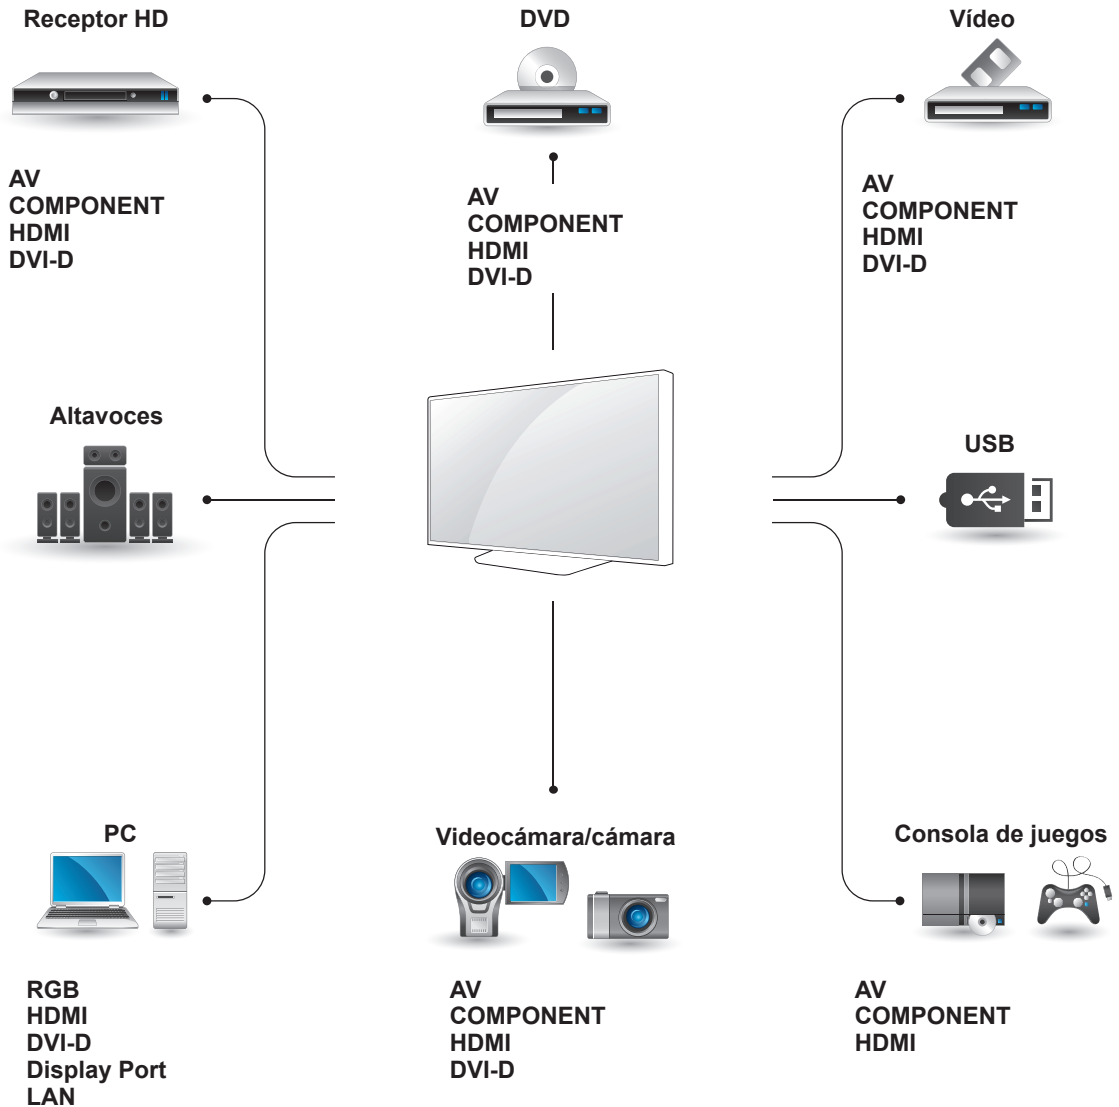 Receptor HD
AV
COMPONENT
HDMI
DVI-D
DVD
AV
COMPONENT
HDMI
DVI-D
Vídeo
AV
COMPONENT
HDMI
DVI-D
Altavoces
USB
PC
RGB
HDMI
DVI-D
Display Port
LAN
Videocámara/cámara
AV
COMPONENT
HDMI
DVI-D
Consola de juegos
AV
COMPONENT
HDMI